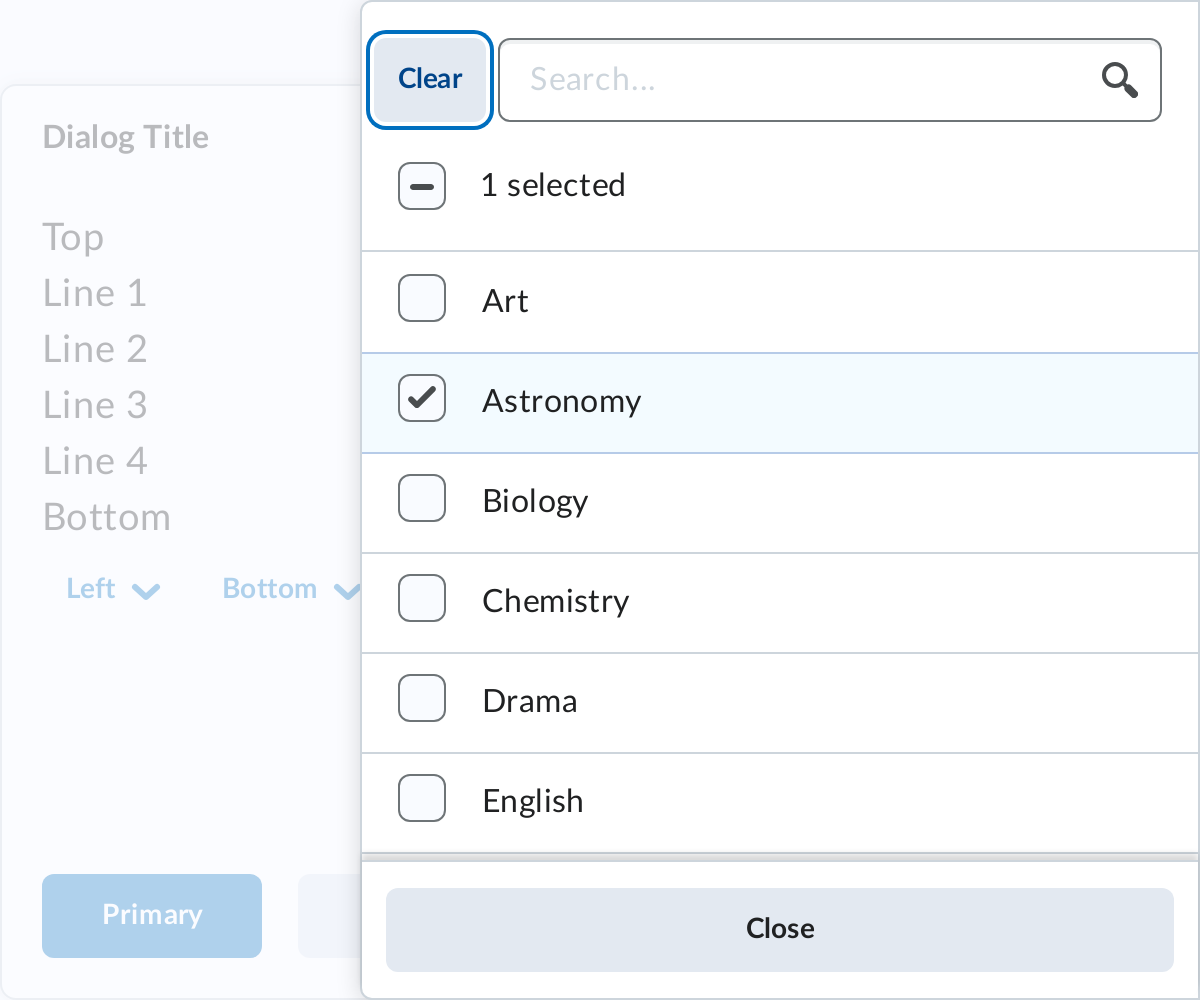 Clear
Search...
Dialog Title
1 selected
Top
Line 1
Line 2
Line 3
Line 4
Bottom
Left
Bottom
Art
Astronomy
Biology
Chemistry
Drama
English
Primary
Close